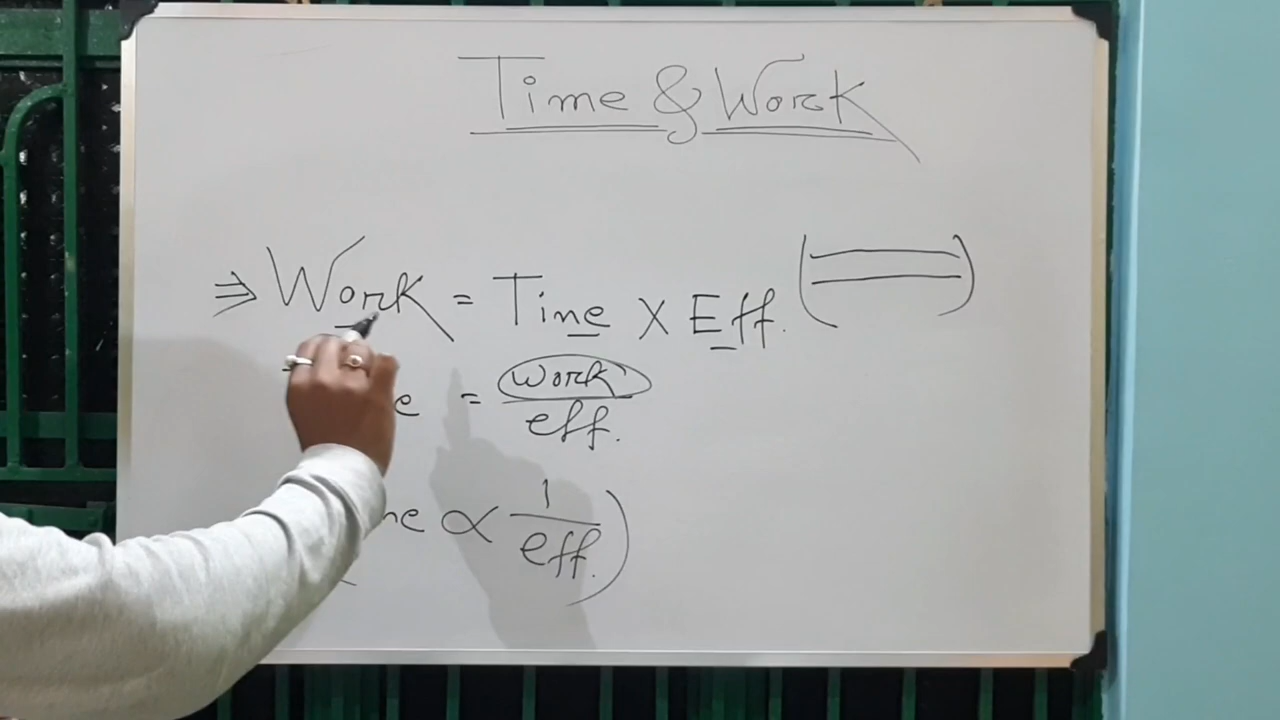 Time & Work
⇒ Work = Time X Eff.
= work
eff.
∝ 1
eff.